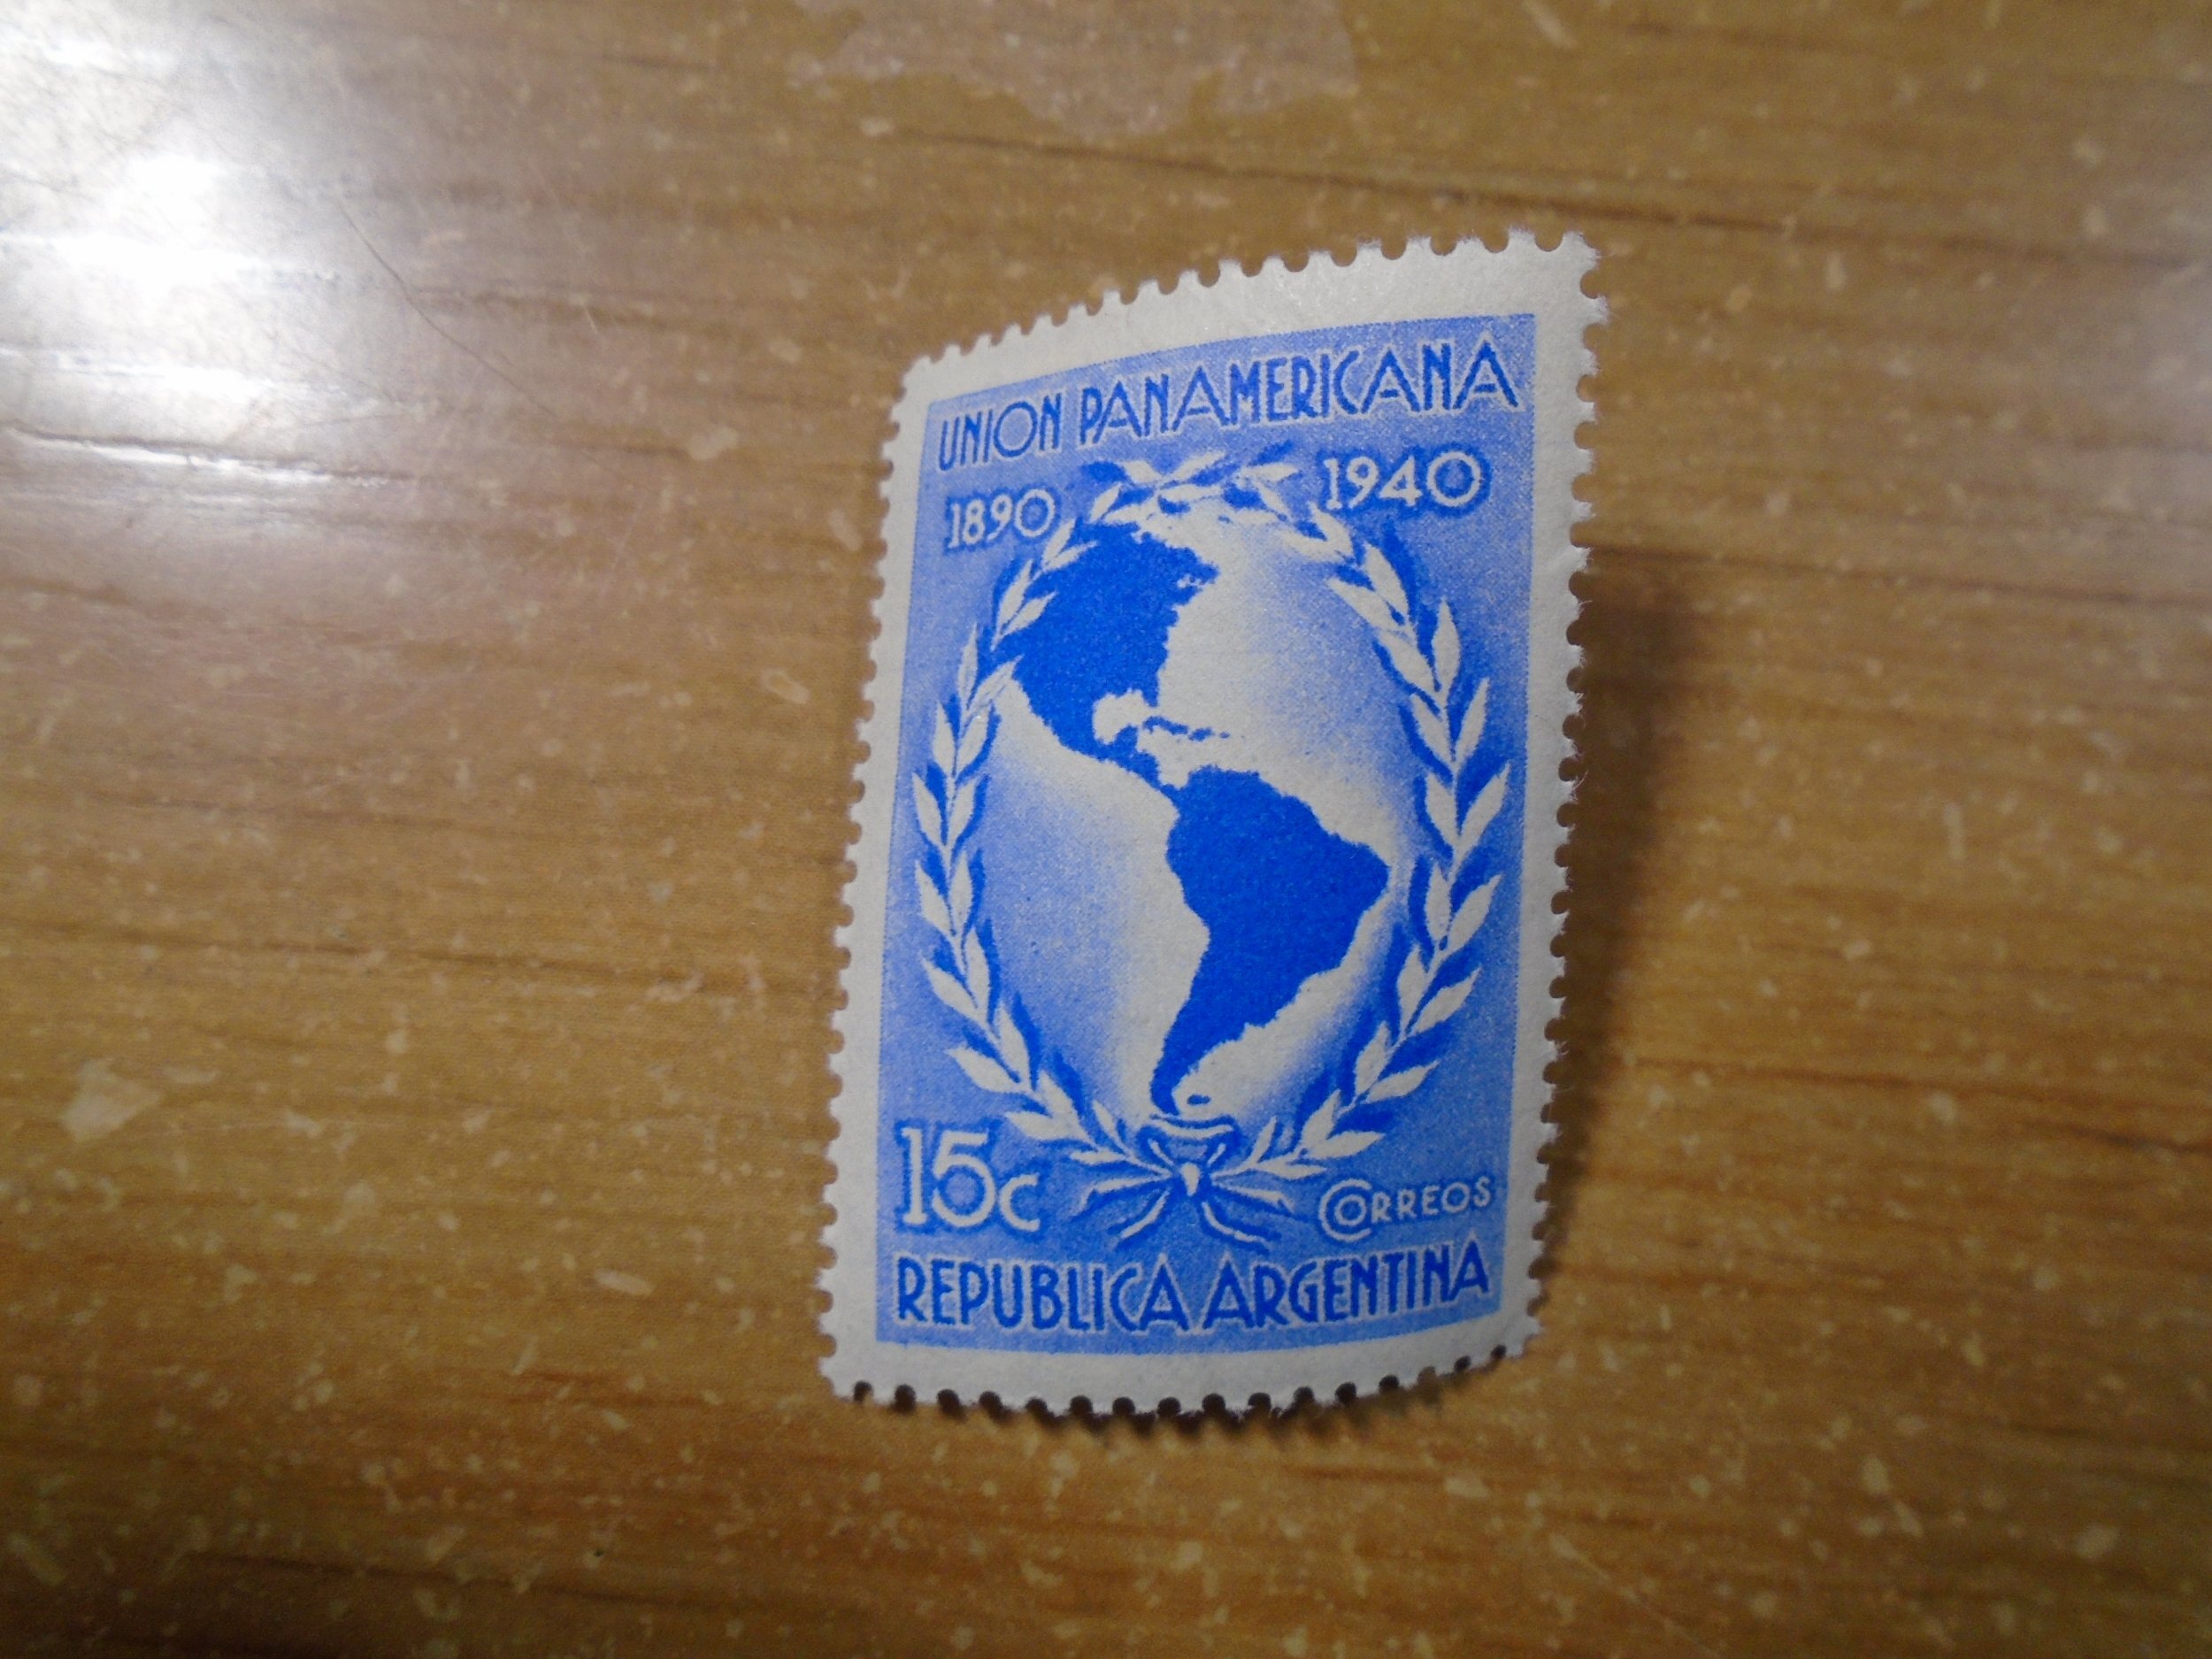 UNION PANAMERICANA
1890 1940
15c CORREOS
REPUBLICA ARGENTINA